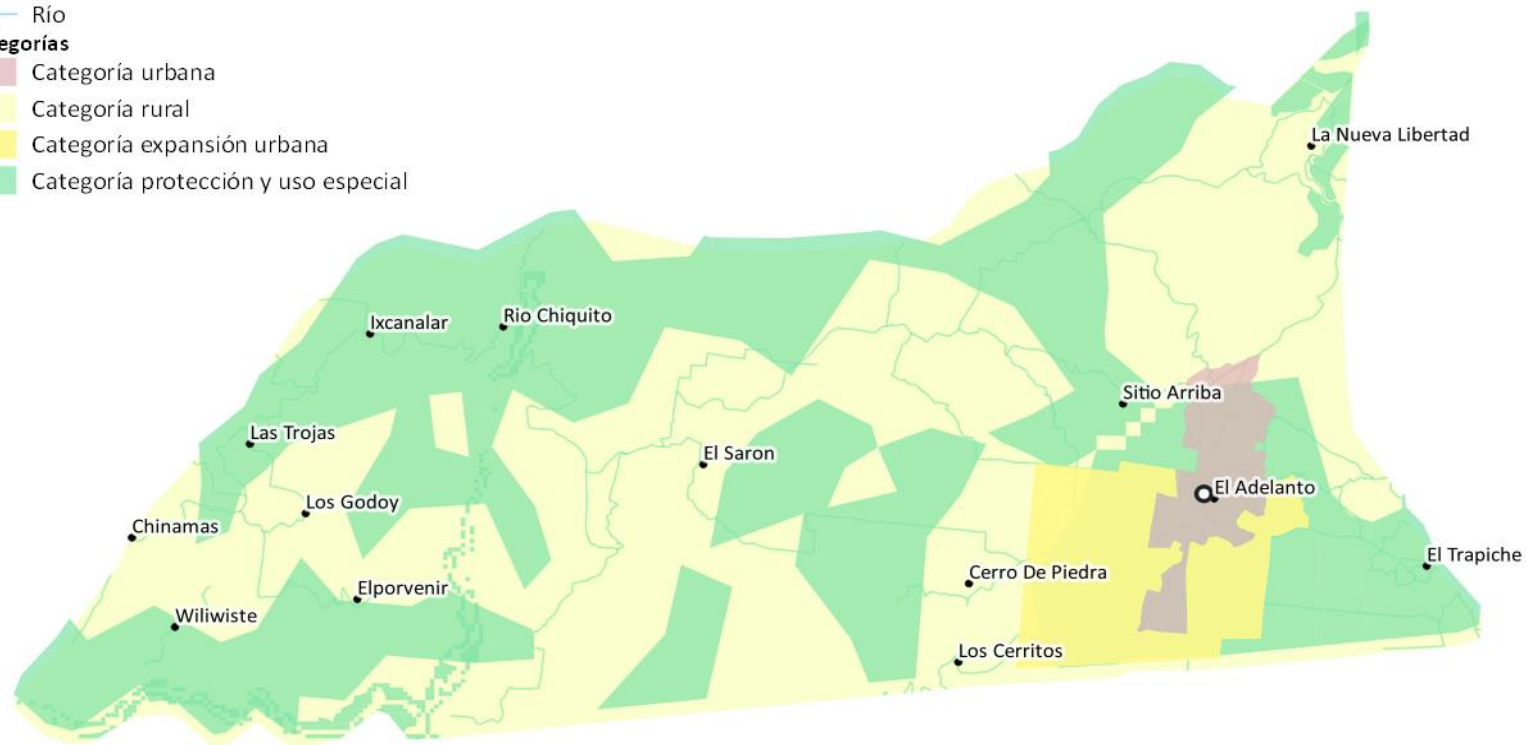 Río
egorías
Categoría urbana
Categoría rural
Categoría expansión urbana
Categoría protección y uso especial
La Nueva Libertad
Ixcanalar
Rio Chiquito
Sitio Arriba
Las Trojas
El Saron
El Adelanto
Los Godoy
Chinamas
El Trapiche
Cerro De Piedra
Elporvenir
Wiliwiste
Los Cerritos